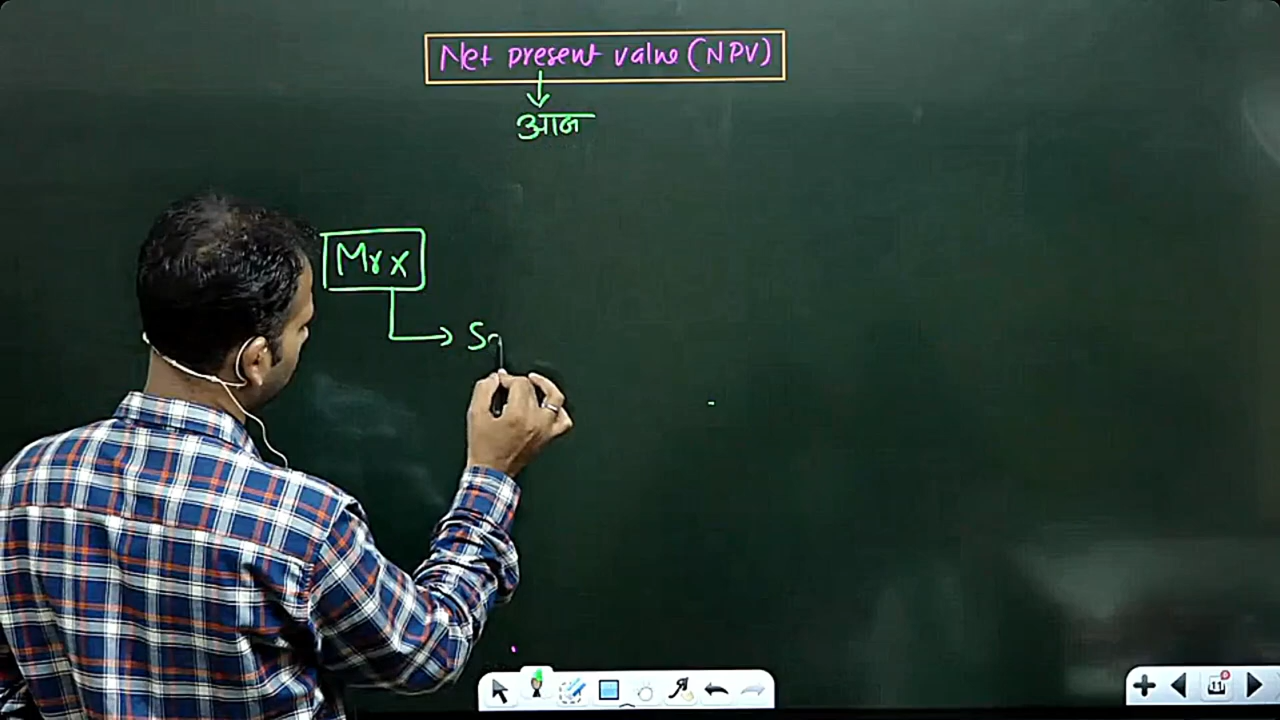 Net present value (NPV)
आज
Mr x